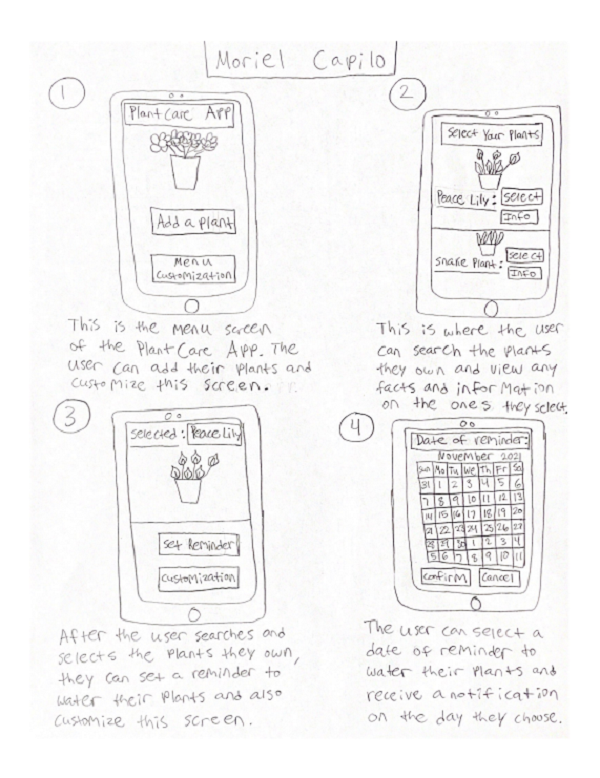 Moriel Capilo
1
Plant Care App
Add a plant
Menu
Customization
This is the menu screen
of the Plant Care App. The
user can add their plants and
customize this screen.
2
Select Your Plants
Peace Lily: Select
Info
Snake Plant: Select
Info
This is where the user
can search the plants
they own and view any
facts and information
on the ones they select.
3
Selected: Peace Lily
Set Reminder
Customization
After the user searches and
selects the plants they own,
they can set a reminder to
water their plants and also
customize this screen.
4
Date of reminder:
November 2021
Sun Mo Tu We Th Fr Sa
31 1 2 3 4 5 6
7 8 9 10 11 12 13
14 15 16 17 18 19 20
21 22 23 24 25 26 27
28 29 30 1 2 3 4
5 6 7 8 9 10 11
Confirm Cancel
The user can select a
date of reminder to
water their plants and
receive a notification
on the day they choose.